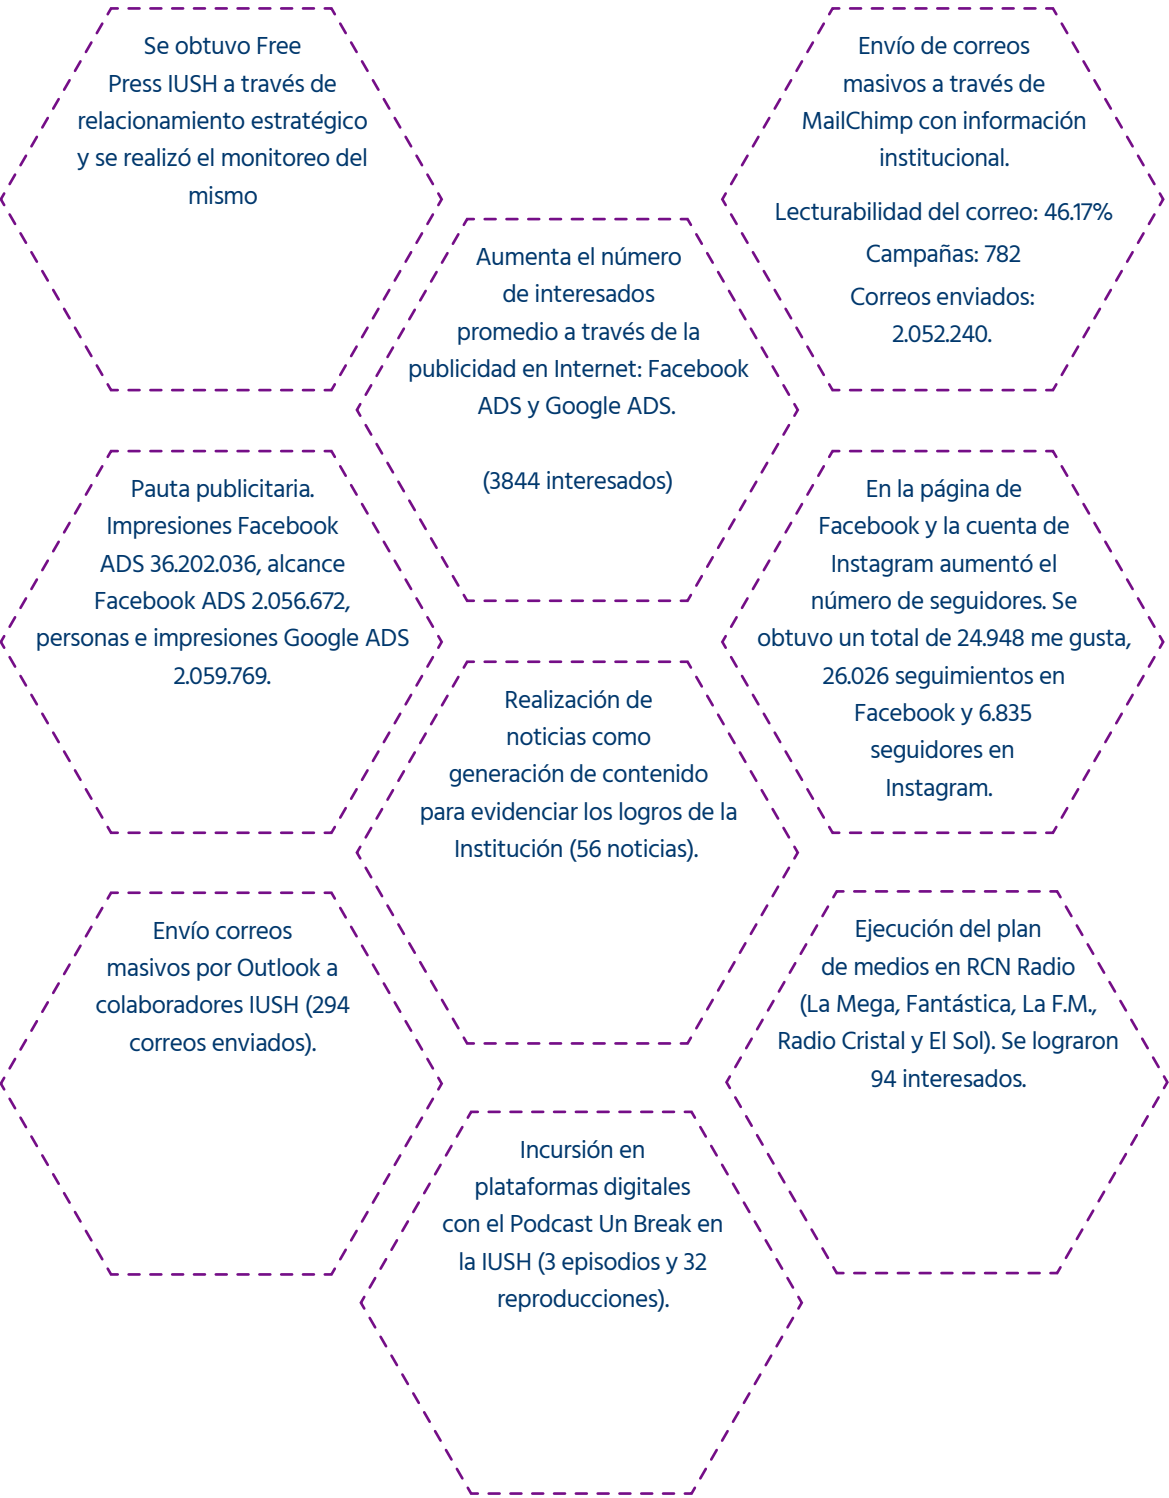 Se obtuvo Free
Press IUSH a través de
relacionamiento estratégico
y se realizó el monitoreo del
mismo
Envío de correos
masivos a través de
MailChimp con información
institucional.
Lecturabilidad del correo: 46.17%
Campañas: 782
Correos enviados:
2.052.240.
Aumenta el número
de interesados
promedio a través de la
publicidad en Internet: Facebook
ADS y Google ADS.
(3844 interesados)
Pauta publicitaria.
Impresiones Facebook
ADS 36.202.036, alcance
Facebook ADS 2.056.672,
personas e impresiones Google ADS
2.059.769.
En la página de
Facebook y la cuenta de
Instagram aumentó el
número de seguidores. Se
obtuvo un total de 24.948 me gusta,
26.026 seguimientos en
Facebook y 6.835
seguidores en
Instagram.
Realización de
noticias como
generación de contenido
para evidenciar los logros de la
Institución (56 noticias).
Envío correos
masivos por Outlook a
colaboradores IUSH (294
correos enviados).
Ejecución del plan
de medios en RCN Radio
(La Mega, Fantástica, La F.M.,
Radio Cristal y El Sol). Se lograron
94 interesados.
Incursión en
plataformas digitales
con el Podcast Un Break en
la IUSH (3 episodios y 32
reproducciones).